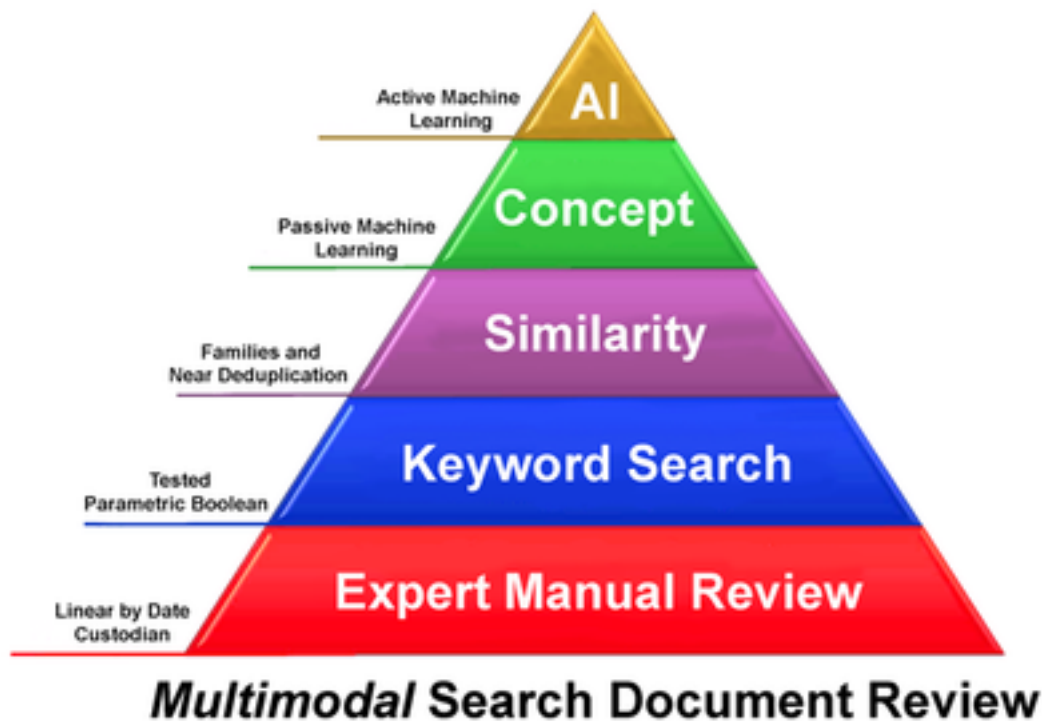 Active Machine
Learning
AI
Passive Machine
Learning
Concept
Families and
Near Deduplication
Similarity
Tested
Parametric Boolean
Keyword Search
Linear by Date
Custodian
Expert Manual Review
Multimodal Search Document Review